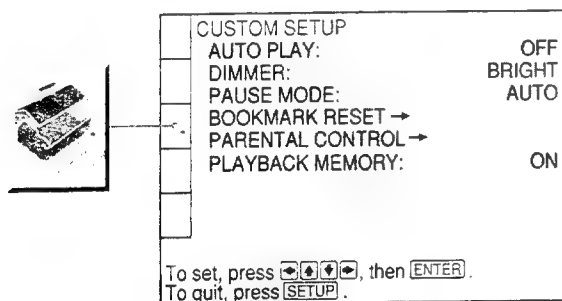 CUSTOM SETUP
AUTO PLAY: OFF
DIMMER: BRIGHT
PAUSE MODE: AUTO
BOOKMARK RESET →
PARENTAL CONTROL →
PLAYBACK MEMORY: ON
To set, press ←↑↓→, then ENTER.
To quit, press SETUP.